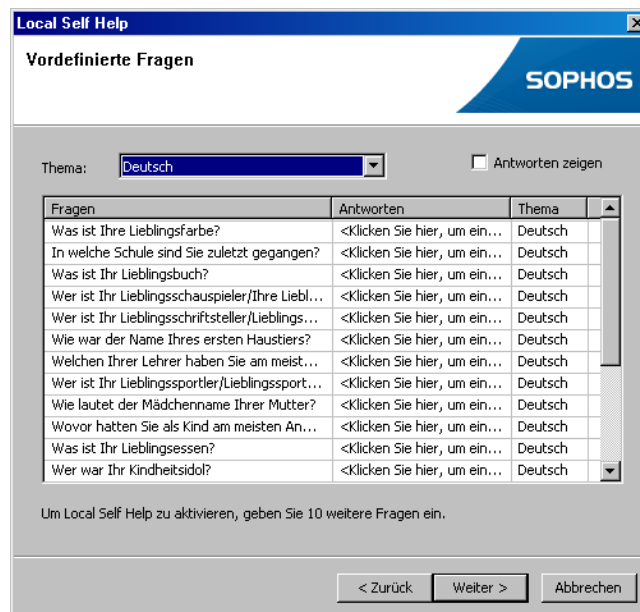 Local Self Help
Vordefinierte Fragen
SOPHOS
Thema: Deutsch Antworten zeigen
Fragen Antworten Thema
Was ist Ihre Lieblingsfarbe? <Klicken Sie hier, um ein... Deutsch
In welche Schule sind Sie zuletzt gegangen? <Klicken Sie hier, um ein... Deutsch
Was ist Ihr Lieblingsbuch? <Klicken Sie hier, um ein... Deutsch
Wer ist Ihr Lieblingsschauspieler/Ihre Liebl... <Klicken Sie hier, um ein... Deutsch
Wer ist Ihr Lieblingsschriftsteller/Lieblings... <Klicken Sie hier, um ein... Deutsch
Wie war der Name Ihres ersten Haustiers? <Klicken Sie hier, um ein... Deutsch
Welchen Ihrer Lehrer haben Sie am meist... <Klicken Sie hier, um ein... Deutsch
Wer ist Ihr Lieblingssportler/Lieblingssport... <Klicken Sie hier, um ein... Deutsch
Wie lautet der Mädchenname Ihrer Mutter? <Klicken Sie hier, um ein... Deutsch
Wovor hatten Sie als Kind am meisten An... <Klicken Sie hier, um ein... Deutsch
Was ist Ihr Lieblingsessen? <Klicken Sie hier, um ein... Deutsch
Wer war Ihr Kindheitsidol? <Klicken Sie hier, um ein... Deutsch
Um Local Self Help zu aktivieren, geben Sie 10 weitere Fragen ein.
< Zurück Weiter > Abbrechen